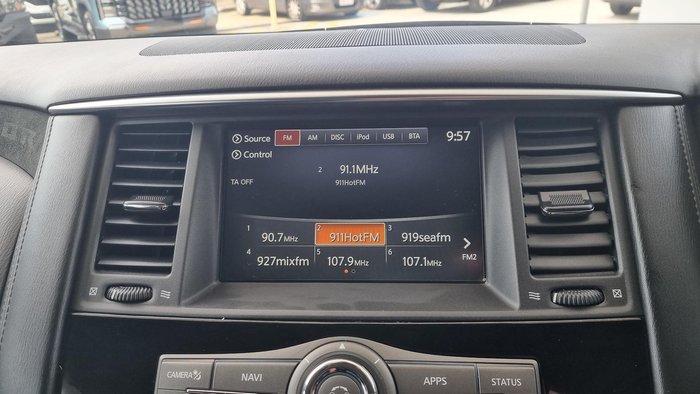 Source FM AM DISC iPod USB BTA 9:57
Control
2 91.1MHz
TA OFF 911HotFM
1 90.7MHz 2 911HotFM 3 919seafm
FM2
4 927mixfm 5 107.9MHz 6 107.1MHz
CAMERA NAVI APPS STATUS